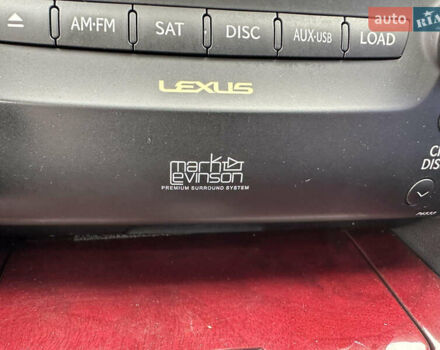 auto RIA
AM·FM SAT DISC AUX·USB LOAD
LEXUS
mark
levinson
PREMIUM SURROUND SYSTEM